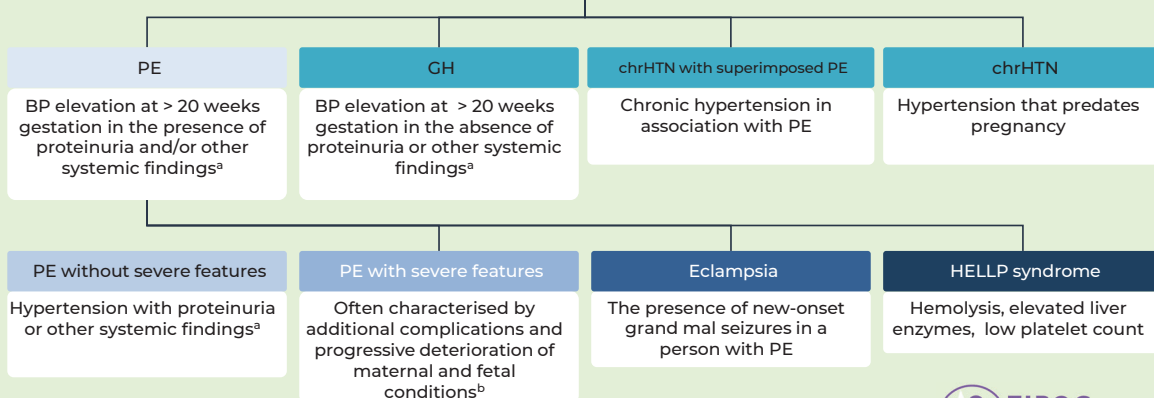 PE
BP elevation at > 20 weeks
gestation in the presence of
proteinuria and/or other
systemic findingsᵃ
GH
BP elevation at > 20 weeks
gestation in the absence of
proteinuria or other systemic
findingsᵃ
chrHTN with superimposed PE
Chronic hypertension in
association with PE
chrHTN
Hypertension that predates
pregnancy
PE without severe features
Hypertension with proteinuria
or other systemic findingsᵃ
PE with severe features
Often characterised by
additional complications and
progressive deterioration of
maternal and fetal
conditionsᵇ
Eclampsia
The presence of new-onset
grand mal seizures in a
person with PE
HELLP syndrome
Hemolysis, elevated liver
enzymes, low platelet count